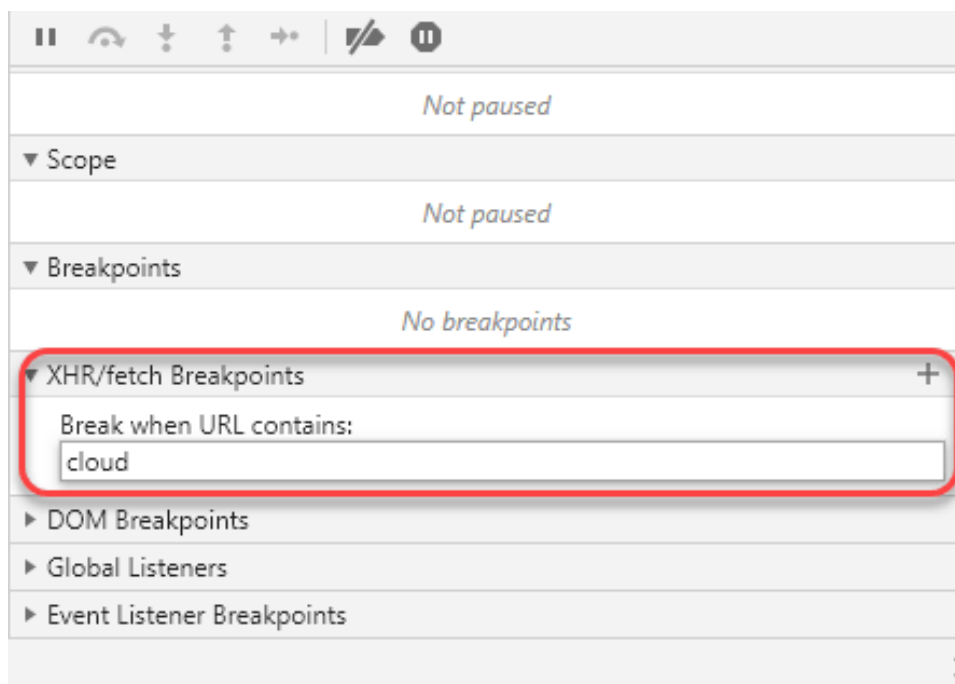 Not paused
Scope
Not paused
Breakpoints
No breakpoints
XHR/fetch Breakpoints
Break when URL contains:
cloud
DOM Breakpoints
Global Listeners
Event Listener Breakpoints